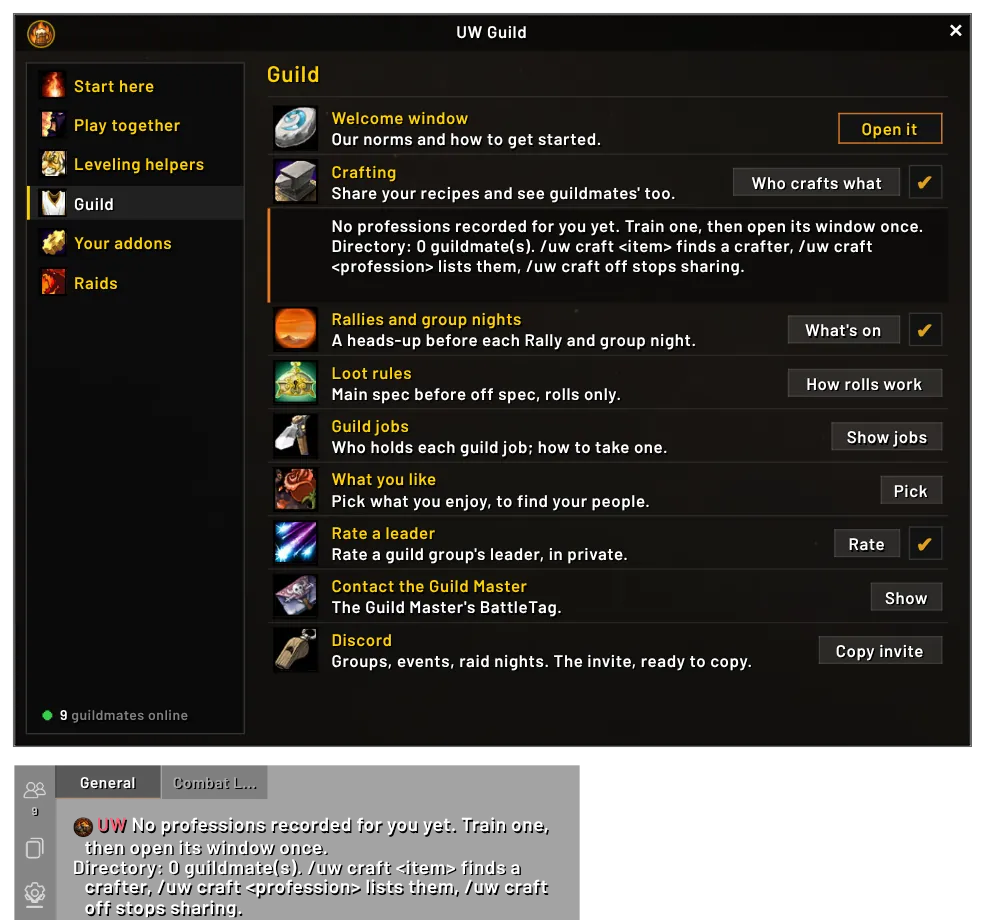 UW Guild
Start here
Play together
Leveling helpers
Guild
Your addons
Raids
9 guildmates online
Guild
Welcome window
Our norms and how to get started.
Open it
Crafting
Share your recipes and see guildmates' too.
Who crafts what
No professions recorded for you yet. Train one, then open its window once.
Directory: 0 guildmate(s). /uw craft <item> finds a crafter, /uw craft
<profession> lists them, /uw craft off stops sharing.
Rallies and group nights
A heads-up before each Rally and group night.
What's on
Loot rules
Main spec before off spec, rolls only.
How rolls work
Guild jobs
Who holds each guild job; how to take one.
Show jobs
What you like
Pick what you enjoy, to find your people.
Pick
Rate a leader
Rate a guild group's leader, in private.
Rate
Contact the Guild Master
The Guild Master's BattleTag.
Show
Discord
Groups, events, raid nights. The invite, ready to copy.
Copy invite
General
Combat L...
9
UW No professions recorded for you yet. Train one,
then open its window once.
Directory: 0 guildmate(s). /uw craft <item> finds a
crafter, /uw craft <profession> lists them, /uw craft
off stops sharing.